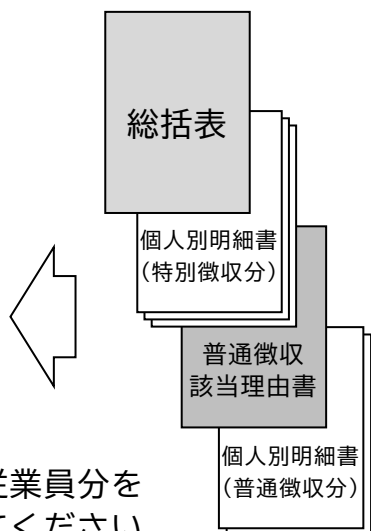 総括表
個人別明細書
（特別徴収分）
普通徴収
該当理由書
個人別明細書
（普通徴収分）
従業員分を
てください